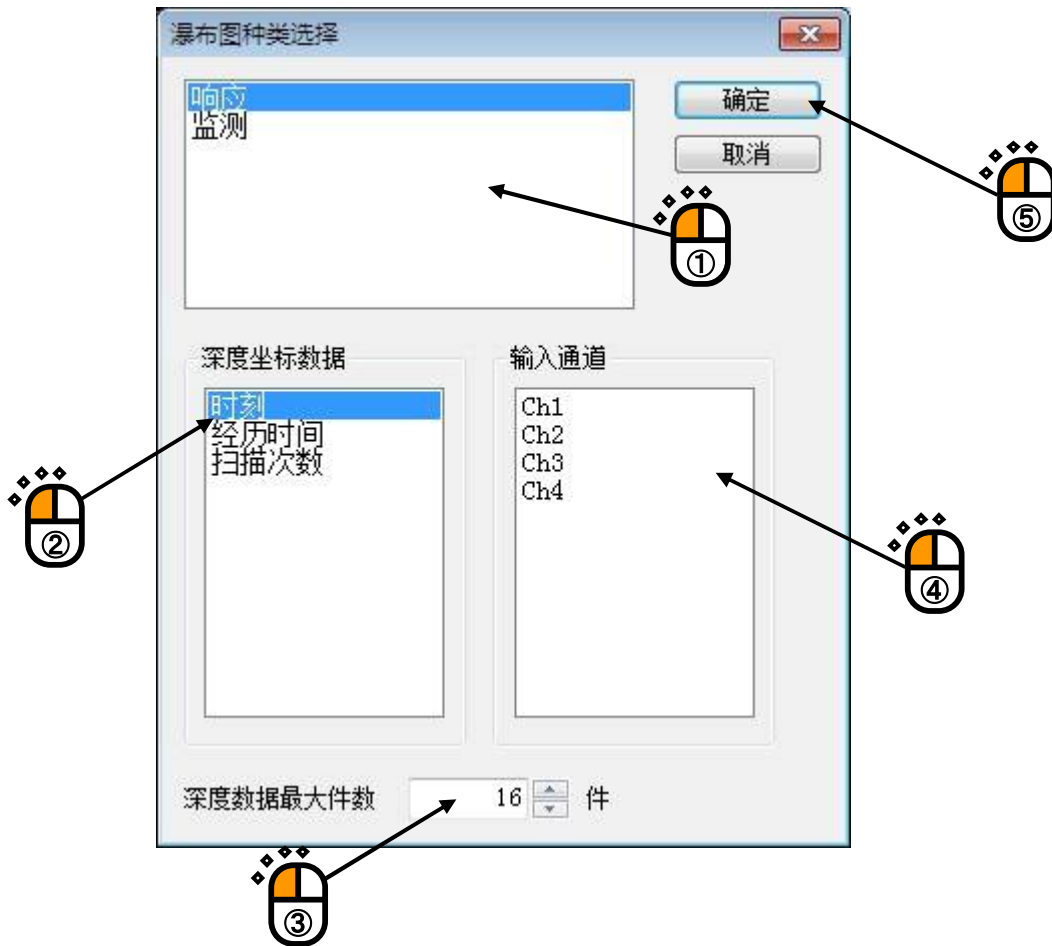 瀑布图种类选择
响应
监测
确定
取消
⑤
①
深度坐标数据
输入通道
时刻
经历时间
扫描次数
Ch1
Ch2
Ch3
Ch4
②
④
深度数据最大件数 16 件
③